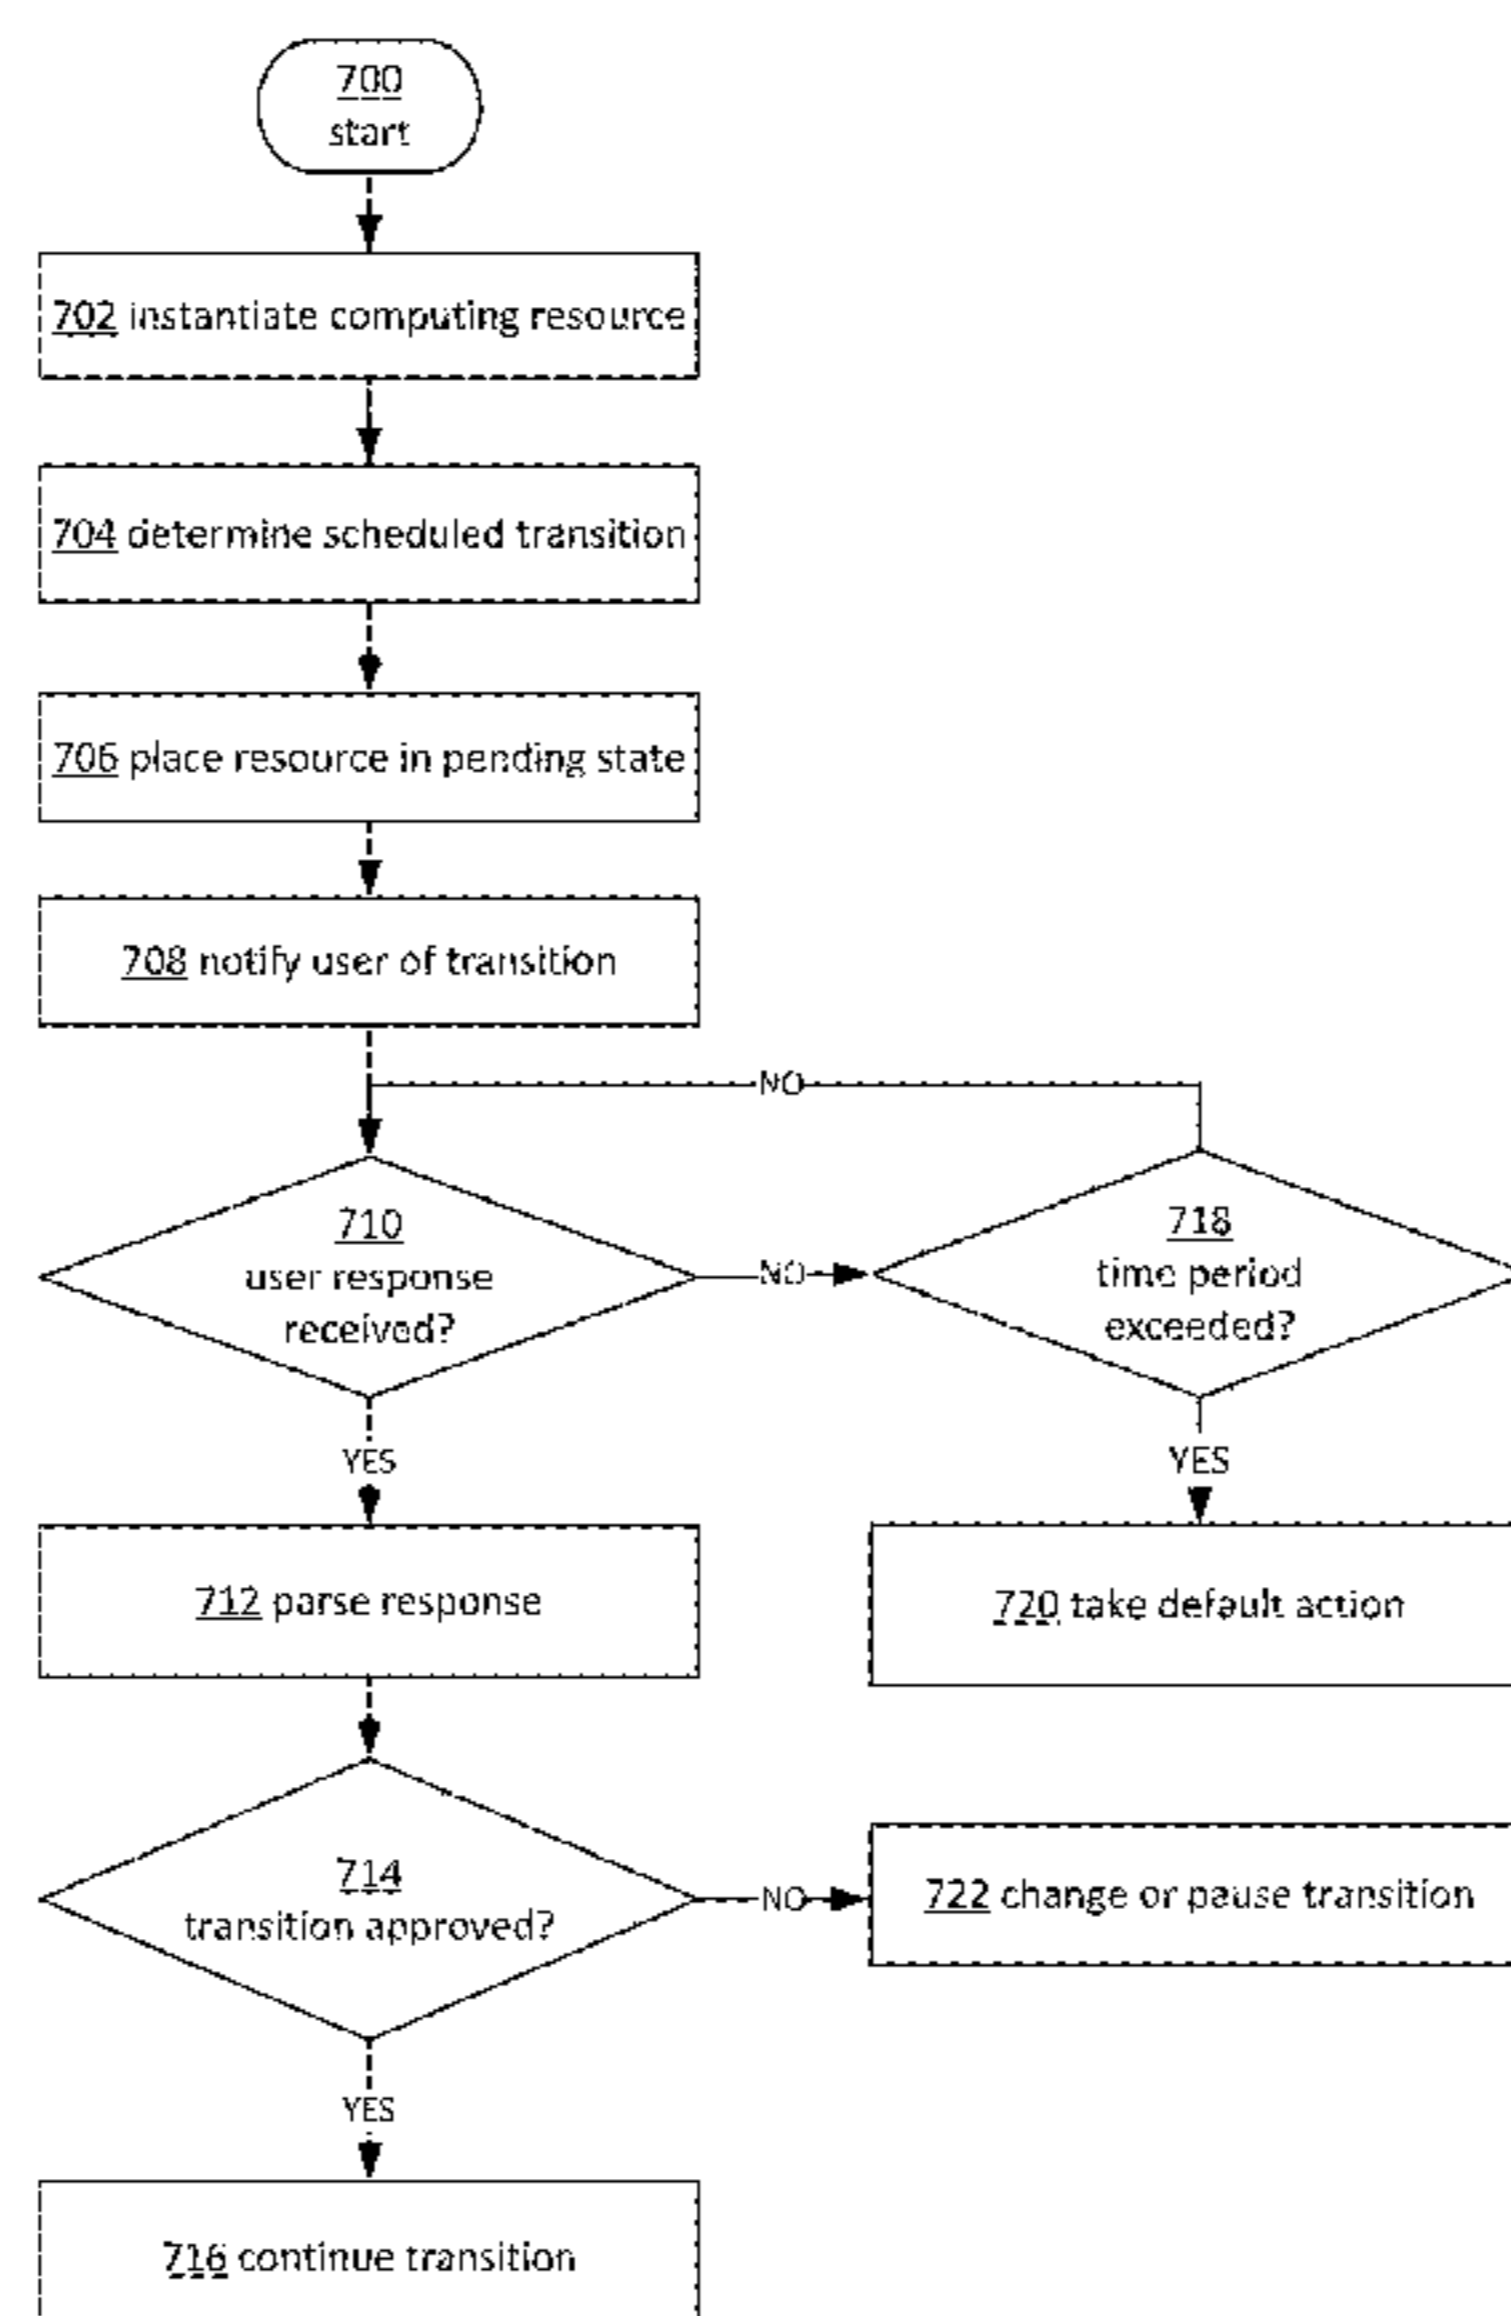 700
start
702 instantiate computing resource
704 determine scheduled transition
706 place resource in pending state
708 notify user of transition
NO
710
user response
received?
NO
718
time period
exceeded?
YES
YES
712 parse response
720 take default action
714
transition approved?
NO
722 change or pause transition
YES
716 continue transition